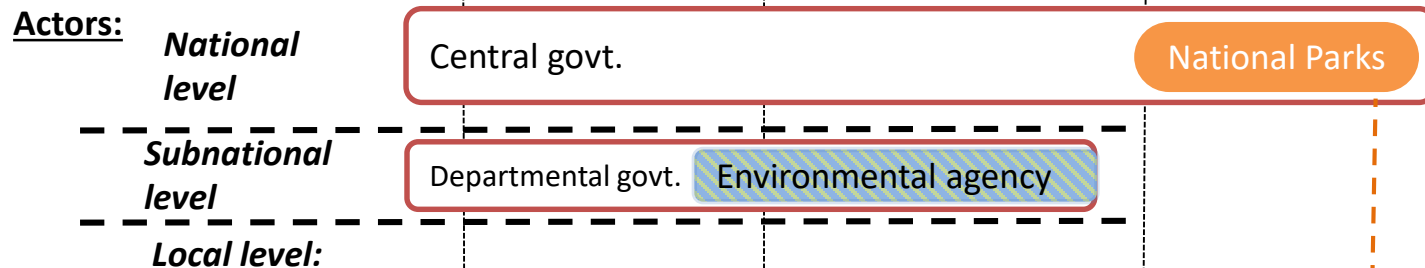 Actors:
National
level
Central govt.
National Parks
Subnational
level
Departmental govt.
Environmental agency
Local level: